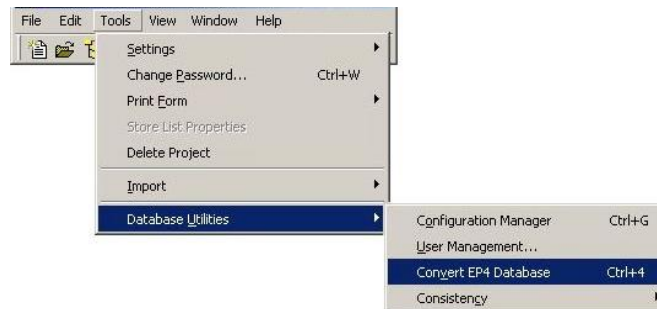 File Edit Tools View Window Help
Settings
Change Password... Ctrl+W
Print Form
Store List Properties
Delete Project
Import
Database Utilities
Configuration Manager Ctrl+G
User Management...
Convert EP4 Database Ctrl+4
Consistency